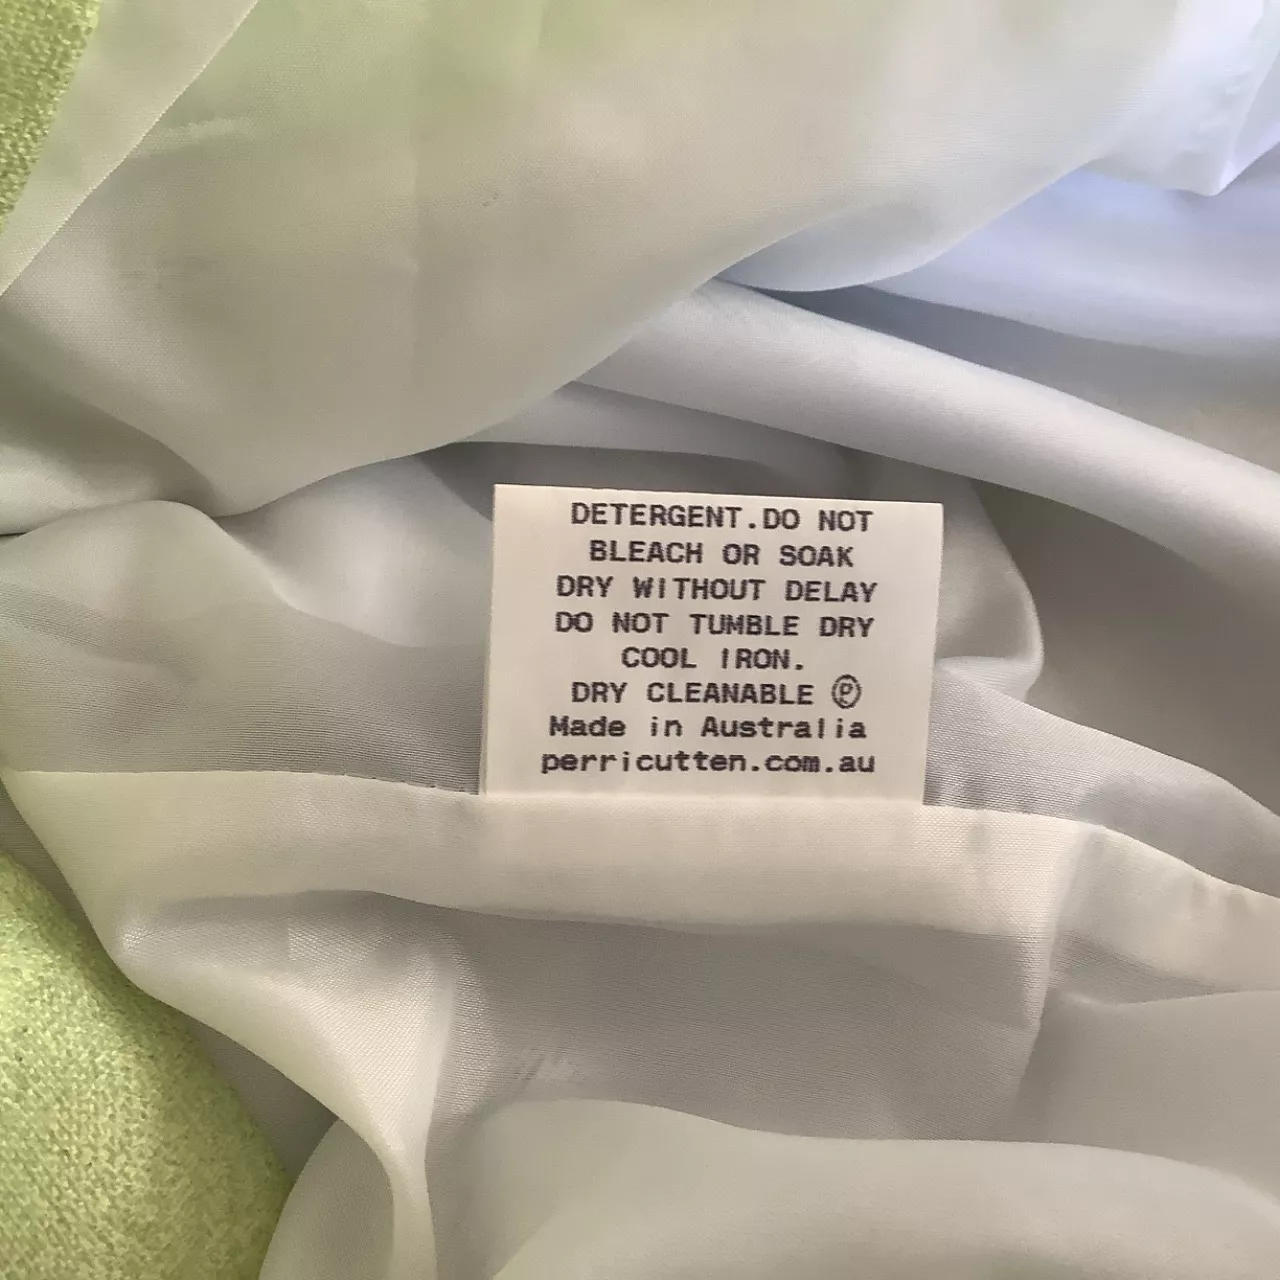 DETERGENT.DO NOT
BLEACH OR SOAK
DRY WITHOUT DELAY
DO NOT TUMBLE DRY
COOL IRON.
DRY CLEANABLE Ⓟ
Made in Australia
perricutten.com.au